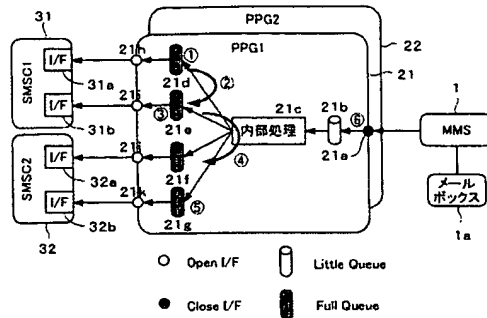 31
PPG2
PPG1
22
21
SMSC1
I/F
31a
I/F
31b
21h
①
21d
②
③
21e
内部処理
21c
21b
⑥
21a
1
MMS
④
SMSC2
I/F
32a
I/F
32b
32
21f
21k
⑤
21g
メール
ボックス
1a
Open I/F
Little Queue
Close I/F
Full Queue